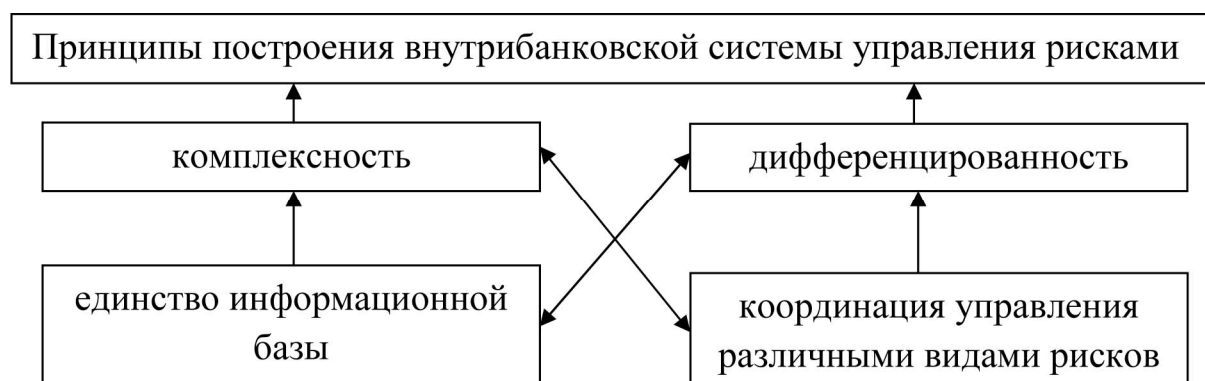 Принципы построения внутрибанковской системы управления рисками
комплексность
дифференцированность
единство информационной
базы
координация управления
различными видами рисков